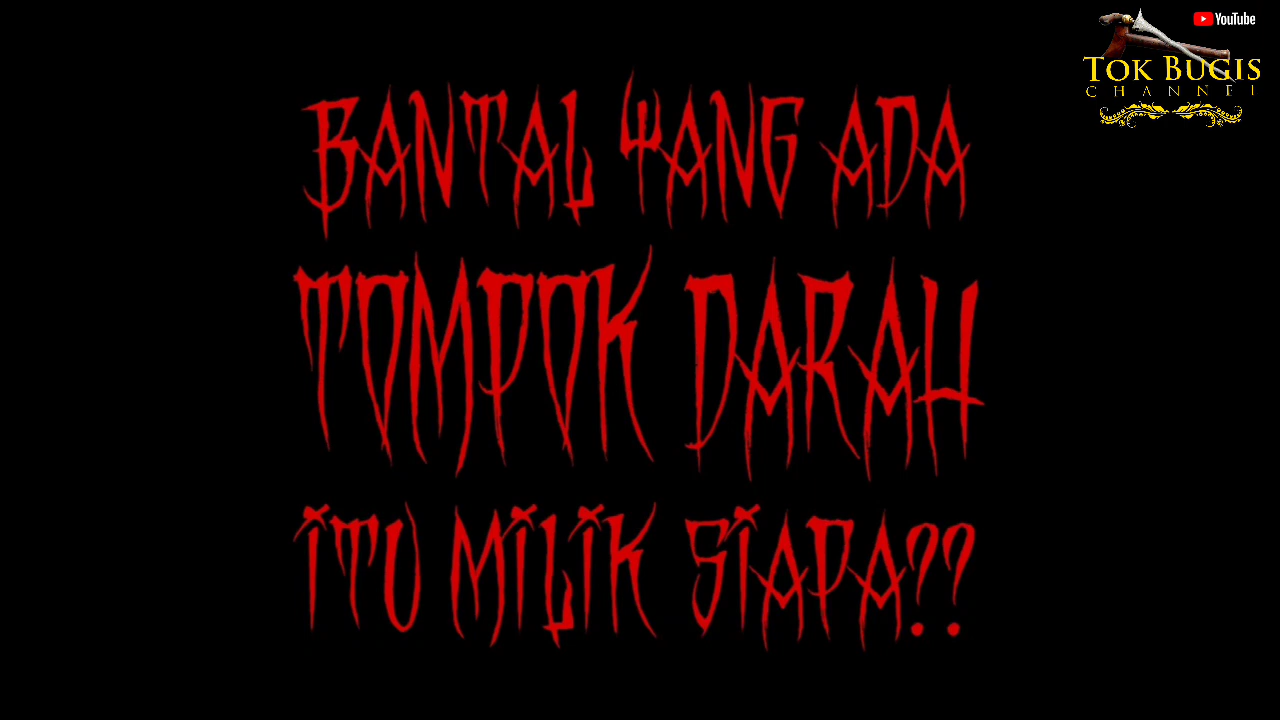 YouTube
TOK BUGIS
CHANNEL
BANTAL YANG ADA
TOMPOK DARAH
ITU MILIK SIAPA??